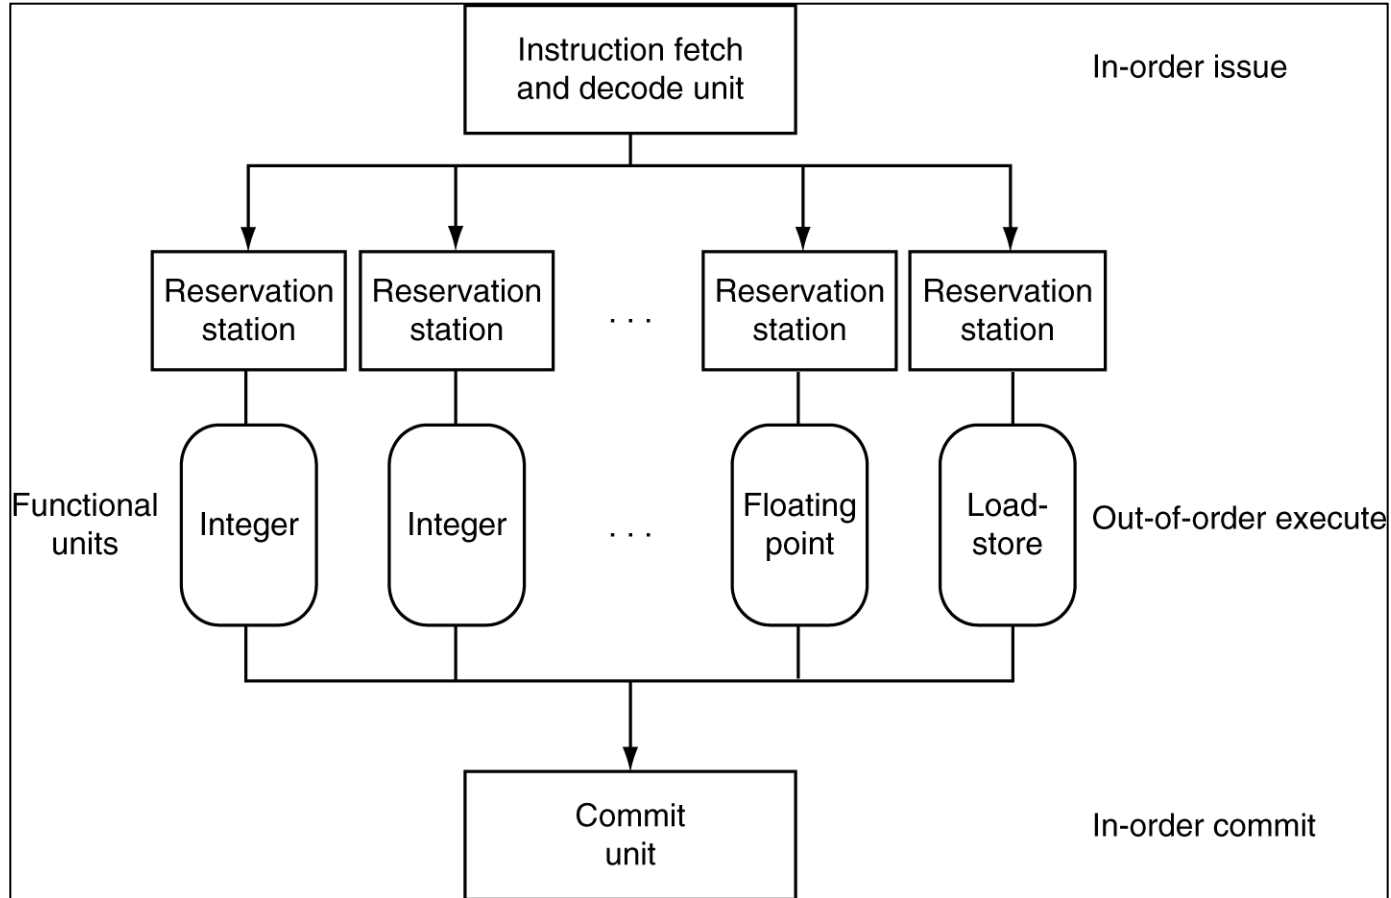 Instruction fetch
and decode unit
In-order issue
Reservation
station
Reservation
station
. . .
Reservation
station
Reservation
station
Functional
units
Integer
Integer
. . .
Floating
point
Load-
store
Out-of-order execute
Commit
unit
In-order commit